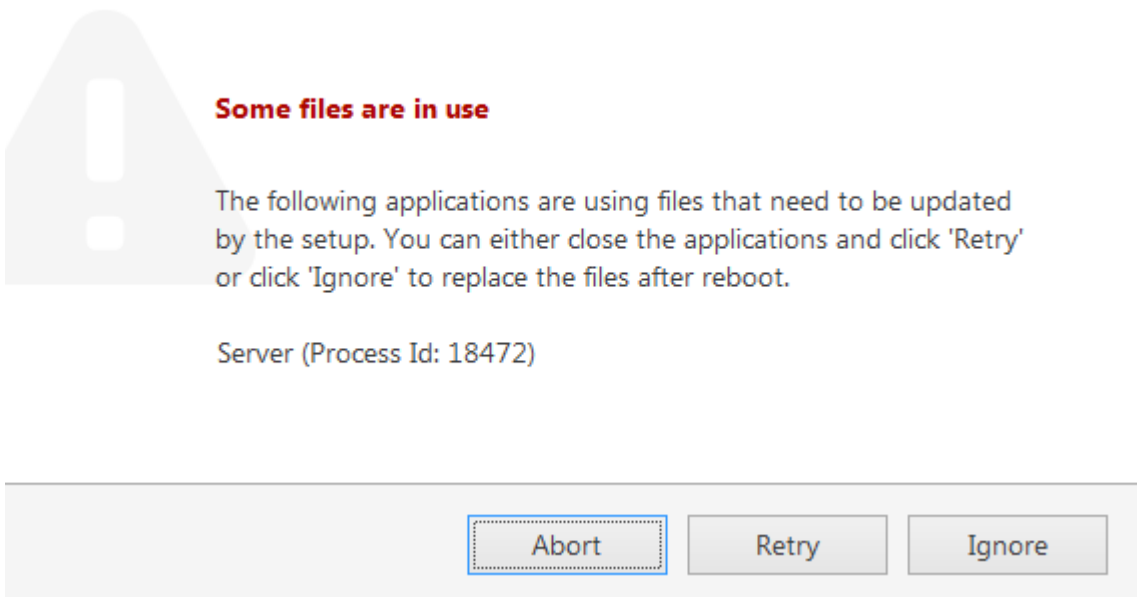 Some files are in use
The following applications are using files that need to be updated
by the setup. You can either close the applications and click 'Retry'
or click 'Ignore' to replace the files after reboot.
Server (Process Id: 18472)
Abort
Retry
Ignore